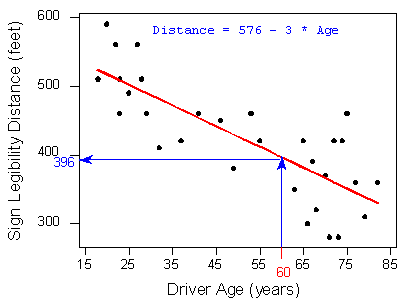 Distance = 576 - 3 * Age
Sign Legibility Distance (feet)
600
500
400
396
300
15 25 35 45 55 65 75 85
60
Driver Age (years)